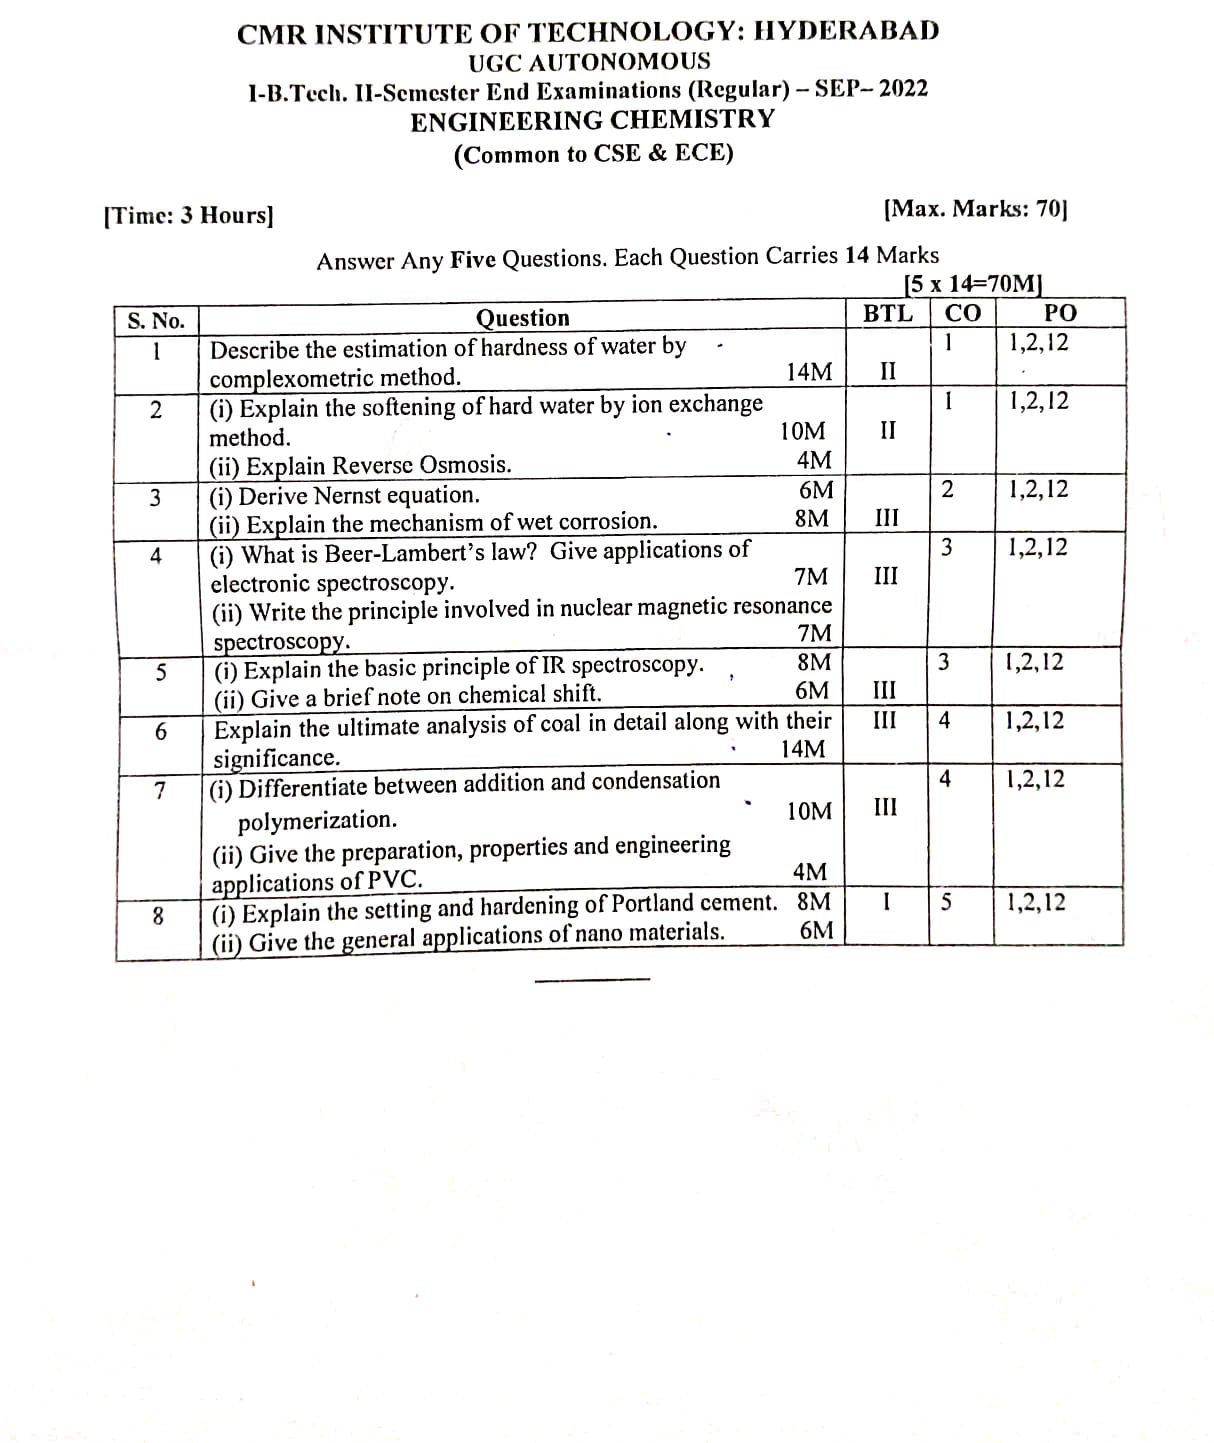 CMR INSTITUTE OF TECHNOLOGY: HYDERABAD
UGC AUTONOMOUS
I-B.Tech. II-Semester End Examinations (Regular) – SEP– 2022
ENGINEERING CHEMISTRY
(Common to CSE & ECE)
[Time: 3 Hours] [Max. Marks: 70]
Answer Any Five Questions. Each Question Carries 14 Marks
[5 x 14=70M]
S. No. Question BTL CO PO
1 Describe the estimation of hardness of water by 1 1,2,12
complexometric method. 14M II
2 (i) Explain the softening of hard water by ion exchange 1 1,2,12
method. 10M II
(ii) Explain Reverse Osmosis. 4M
3 (i) Derive Nernst equation. 6M 2 1,2,12
(ii) Explain the mechanism of wet corrosion. 8M III
4 (i) What is Beer-Lambert’s law? Give applications of 3 1,2,12
electronic spectroscopy. 7M III
(ii) Write the principle involved in nuclear magnetic resonance
spectroscopy. 7M
5 (i) Explain the basic principle of IR spectroscopy. 8M 3 1,2,12
(ii) Give a brief note on chemical shift. 6M III
6 Explain the ultimate analysis of coal in detail along with their III 4 1,2,12
significance. 14M
7 (i) Differentiate between addition and condensation 4 1,2,12
polymerization. 10M III
(ii) Give the preparation, properties and engineering
applications of PVC. 4M
8 (i) Explain the setting and hardening of Portland cement. 8M I 5 1,2,12
(ii) Give the general applications of nano materials. 6M